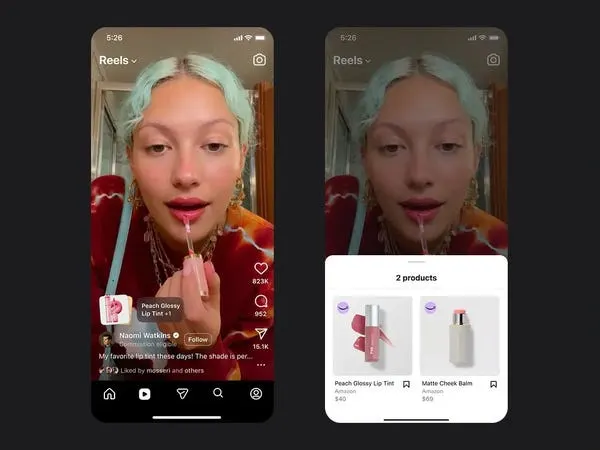 5:26
Reels
823K
952
15.1K
Peach Glossy
Lip Tint +1
Naomi Watkins
Follow
Commission eligible
My favorite lip tint these days! The shade is per...
Liked by mosseri and others
5:26
Reels
2 products
Peach Glossy Lip Tint
Amazon
$40
Matte Cheek Balm
Amazon
$69